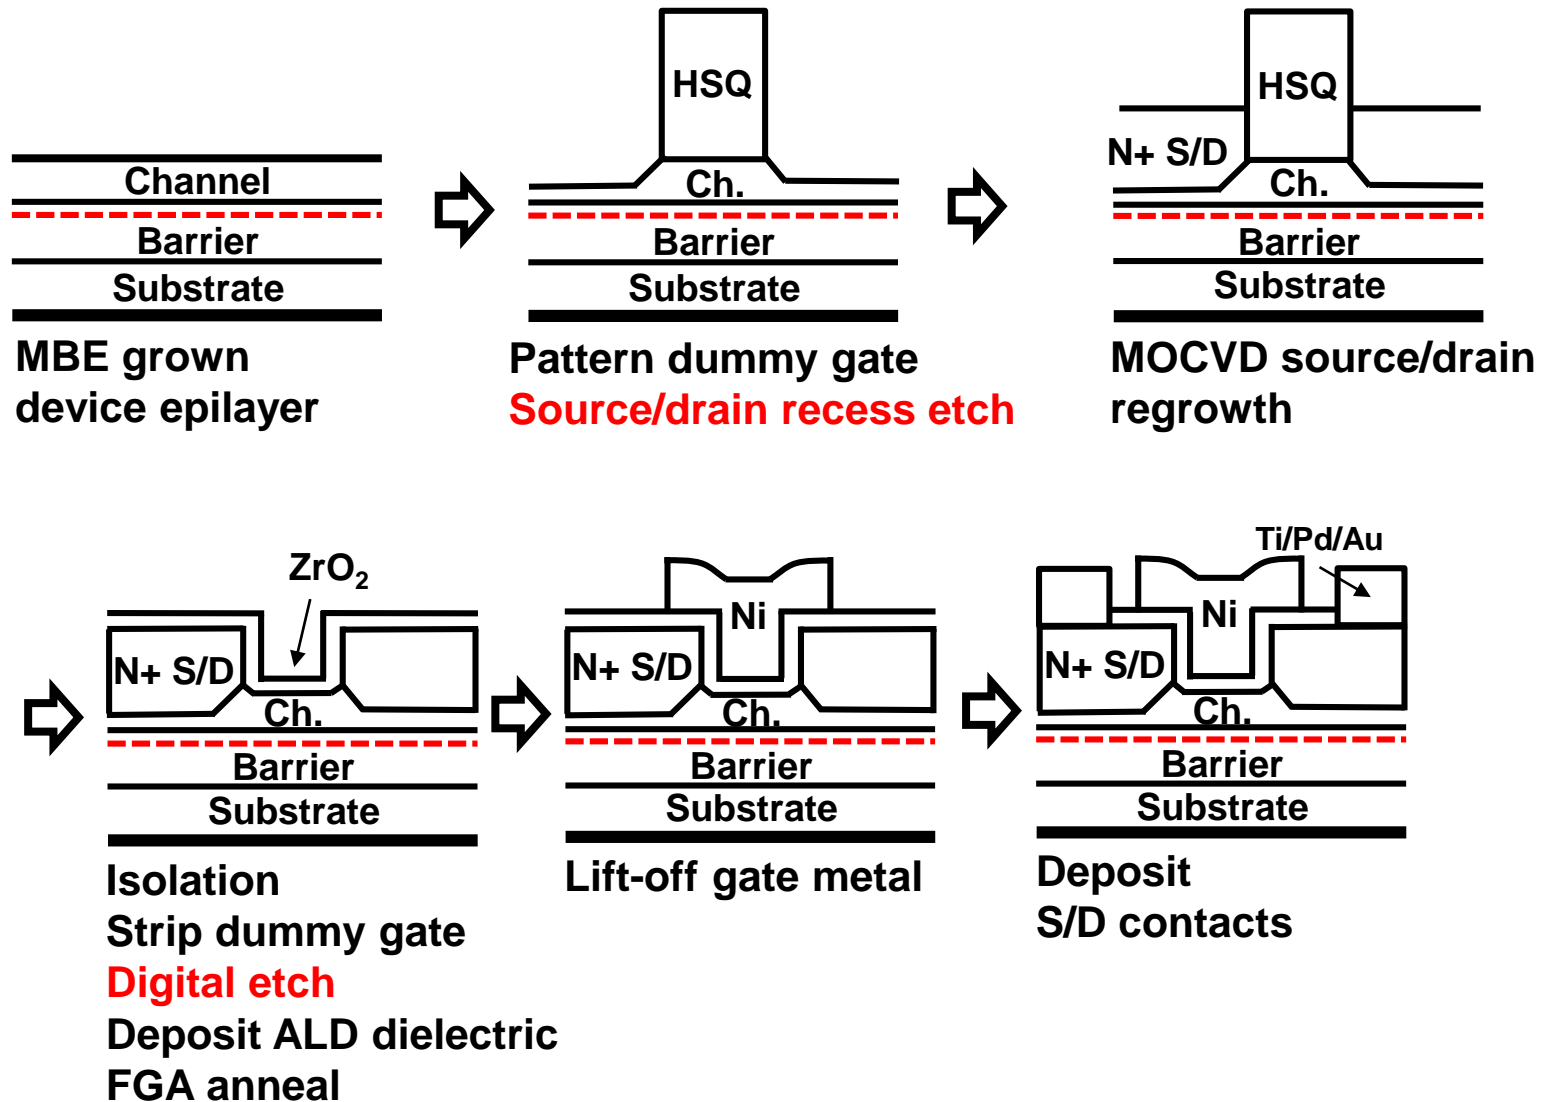 Channel
Barrier
Substrate
MBE grown
device epilayer
HSQ
Ch.
Barrier
Substrate
Pattern dummy gate
Source/drain recess etch
HSQ
N+ S/D
Ch.
Barrier
Substrate
MOCVD source/drain
regrowth
ZrO₂
N+ S/D
Ch.
Barrier
Substrate
Isolation
Strip dummy gate
Digital etch
Deposit ALD dielectric
FGA anneal
Ni
N+ S/D
Ch.
Barrier
Substrate
Lift-off gate metal
Ti/Pd/Au
Ni
N+ S/D
Ch.
Barrier
Substrate
Deposit
S/D contacts